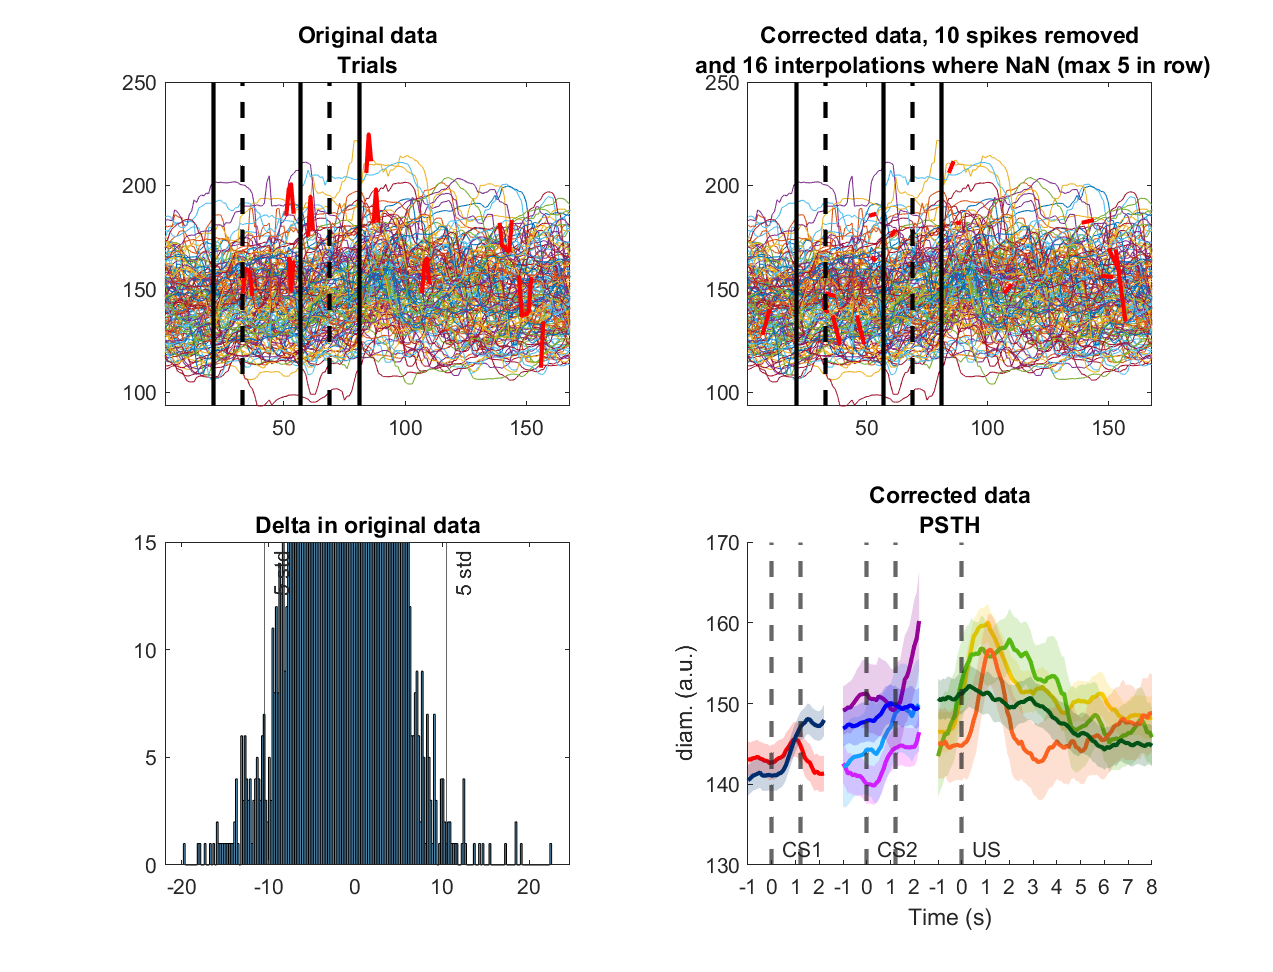 Original data
Trials
250
200
150
100
50
100
150
Corrected data, 10 spikes removed
and 16 interpolations where NaN (max 5 in row)
250
200
150
100
50
100
150
Delta in original data
15
10
5
0
5 std
5 std
-20
-10
0
10
20
Corrected data
PSTH
diam. (a.u.)
170
160
150
140
130
CS1
CS2
US
-1 0 1 2 -1 0 1 2 -1 0 1 2 3 4 5 6 7 8
Time (s)